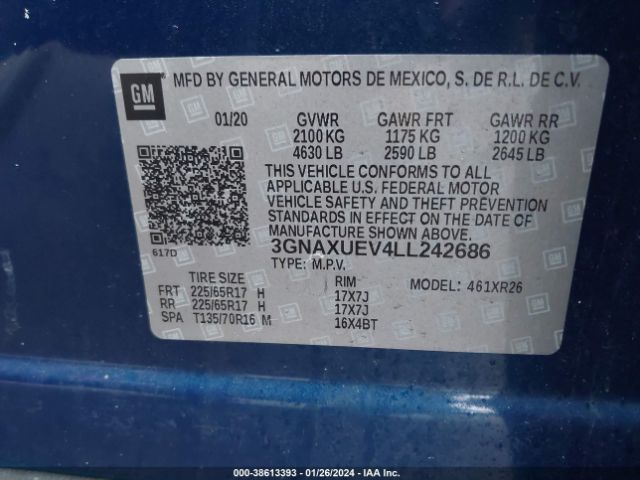 GM
MFD BY GENERAL MOTORS DE MEXICO, S. DE R.L. DE C.V.
01/20 GVWR GAWR FRT GAWR RR
2100 KG 1175 KG 1200 KG
4630 LB 2590 LB 2645 LB
THIS VEHICLE CONFORMS TO ALL
APPLICABLE U.S. FEDERAL MOTOR
VEHICLE SAFETY AND THEFT PREVENTION
STANDARDS IN EFFECT ON THE DATE OF
MANUFACTURE SHOWN ABOVE.
617D 3GNAXUEV4LL242686
TYPE: M.P.V.
TIRE SIZE RIM MODEL: 461XR26
FRT 225/65R17 H 17X7J
RR 225/65R17 H 17X7J
SPA T135/70R16 M 16X4BT
000-38613393 - 01/26/2024 - IAA Inc.